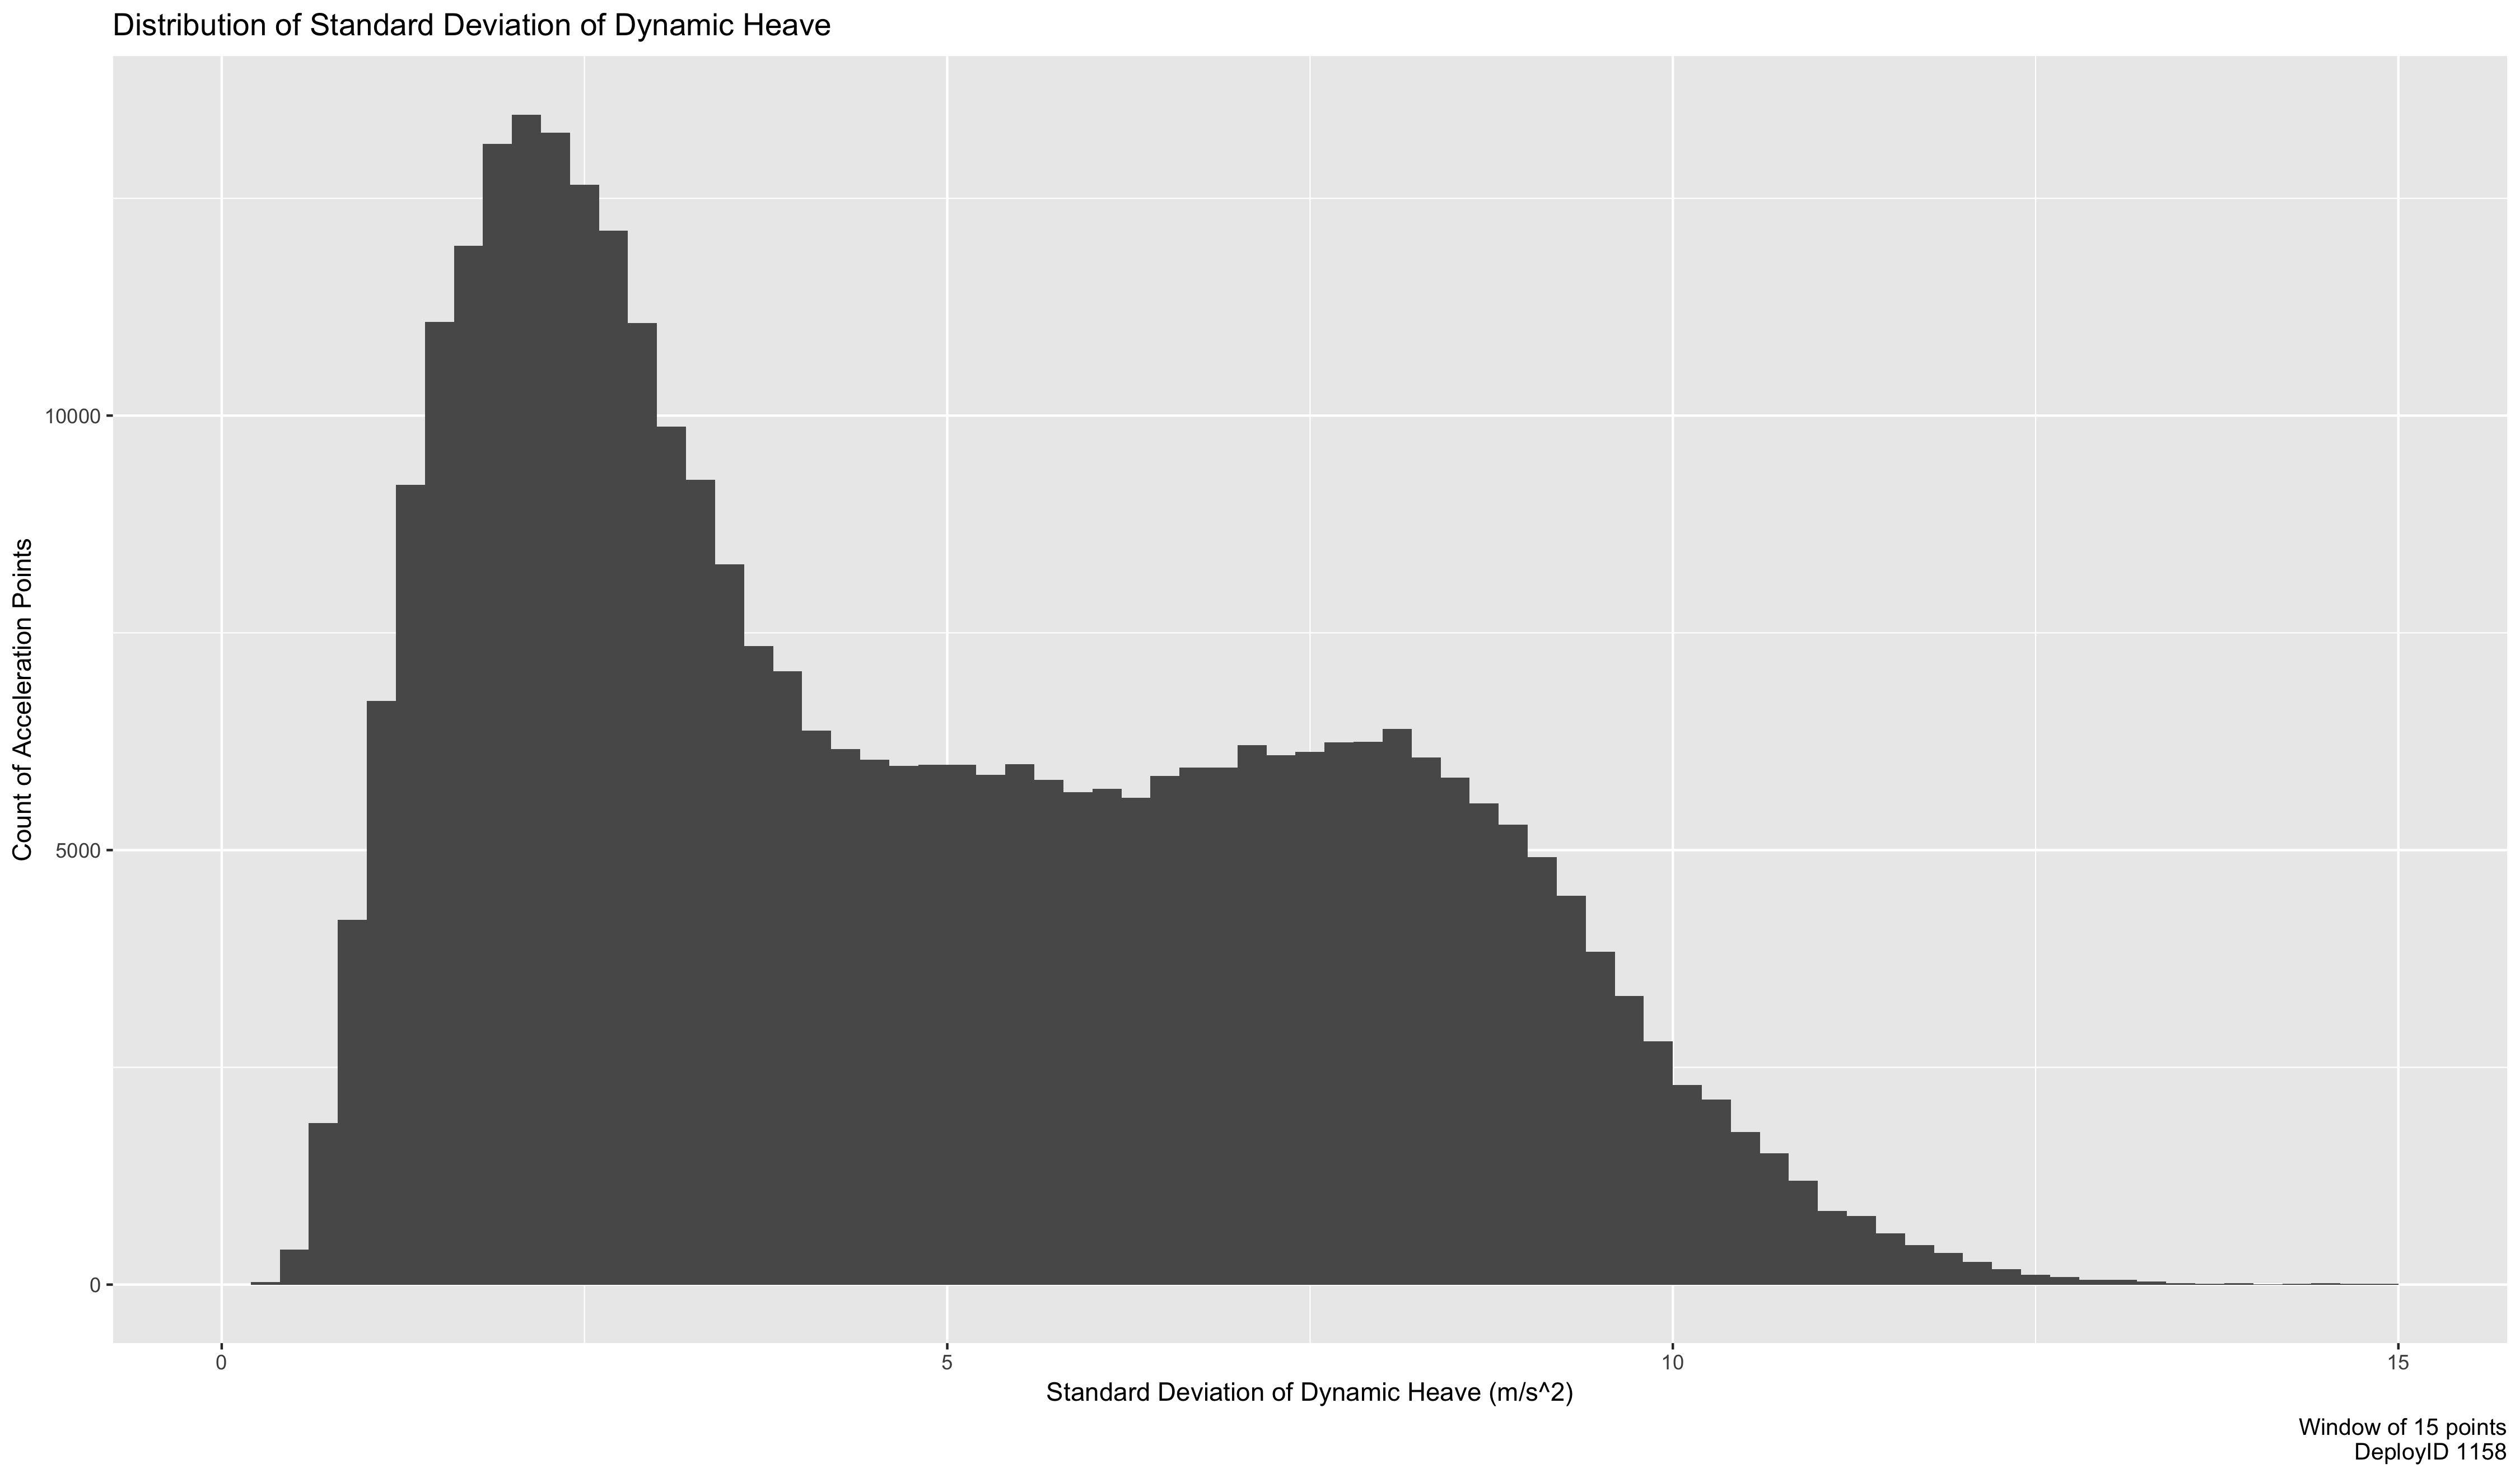 Distribution of Standard Deviation of Dynamic Heave
Count of Acceleration Points
10000
5000
0
0
5
10
15
Standard Deviation of Dynamic Heave (m/s^2)
Window of 15 points
DeployID 1158